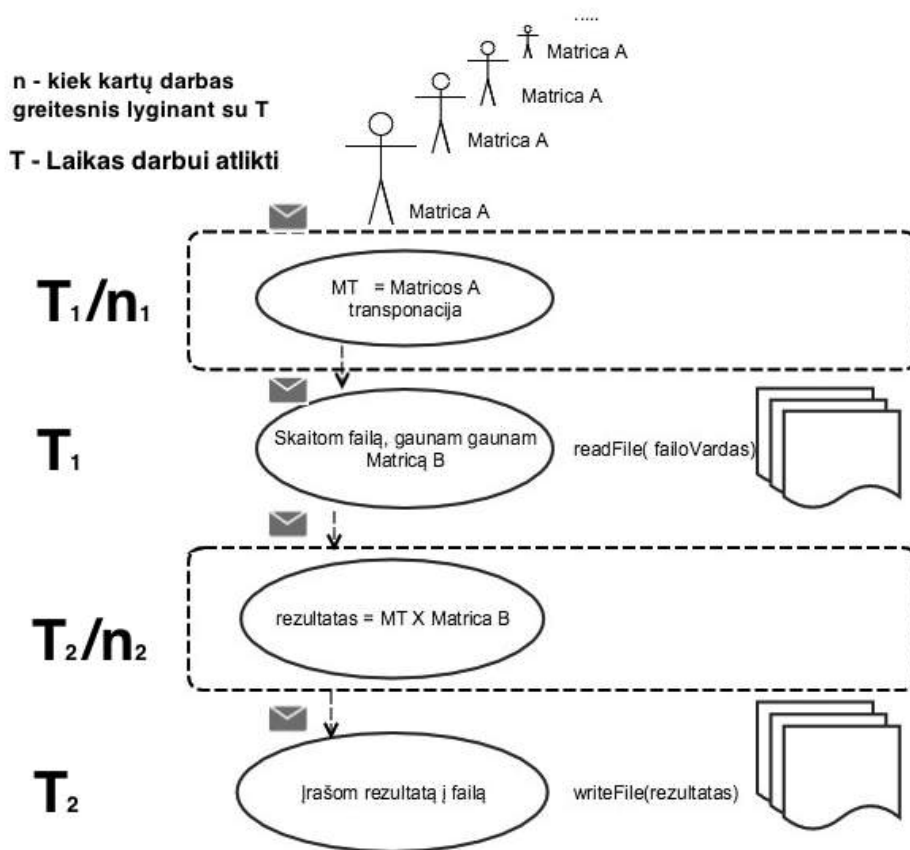 .....
Matrica A
n - kiek kartų darbas
greitesnis lyginant su T
Matrica A
Matrica A
T - Laikas darbui atlikti
Matrica A
T₁/n₁
MT = Matricos A
transponacija
T₁
Skaitom failą, gaunam gaunam
Matricą B
readFile( failoVardas)
T₂/n₂
rezultatas = MT X Matrica B
T₂
Įrašom rezultatą į failą
writeFile(rezultatas)